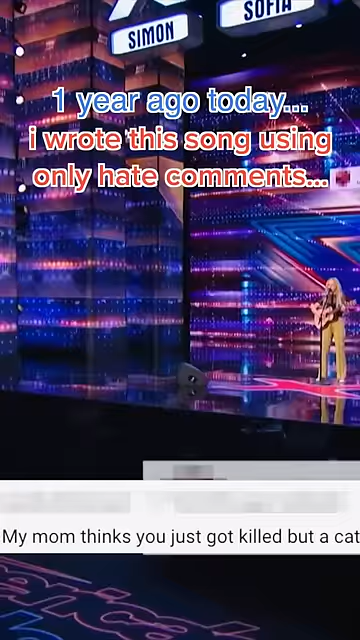 SIMON
SOFIA
1 year ago today...
i wrote this song using
only hate comments...
My mom thinks you just got killed but a cat